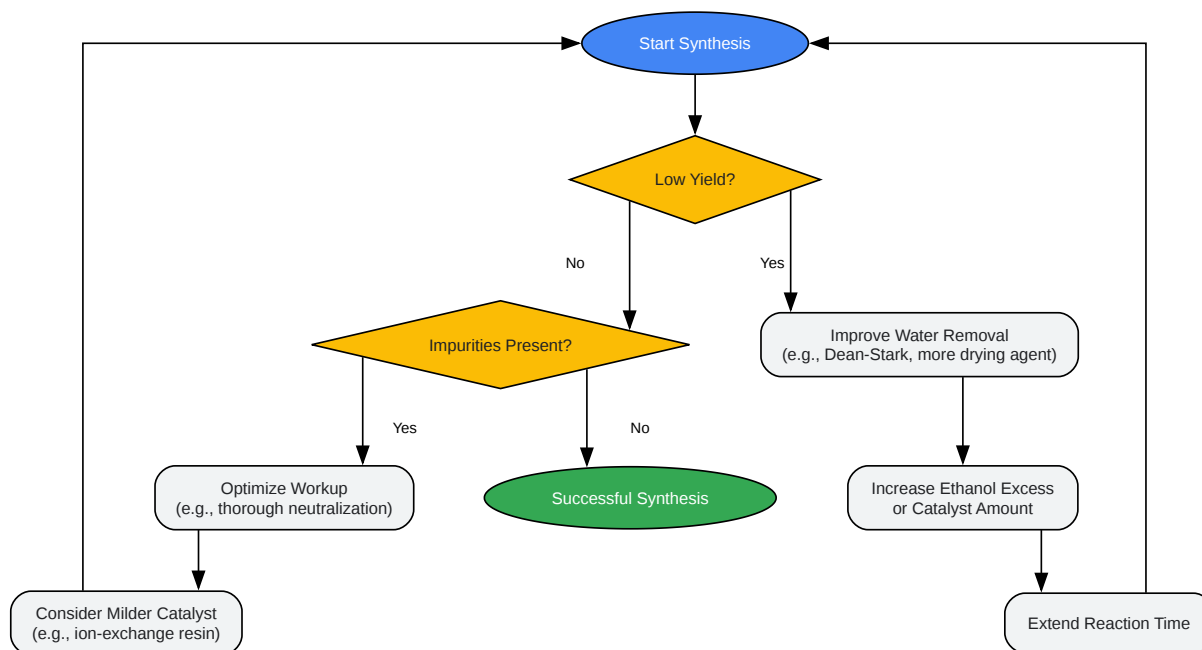 Start Synthesis
Low Yield?
No
Yes
Improve Water Removal
(e.g., Dean-Stark, more drying agent)
Impurities Present?
Yes
No
Optimize Workup
(e.g., thorough neutralization)
Successful Synthesis
Increase Ethanol Excess
or Catalyst Amount
Consider Milder Catalyst
(e.g., ion-exchange resin)
Extend Reaction Time